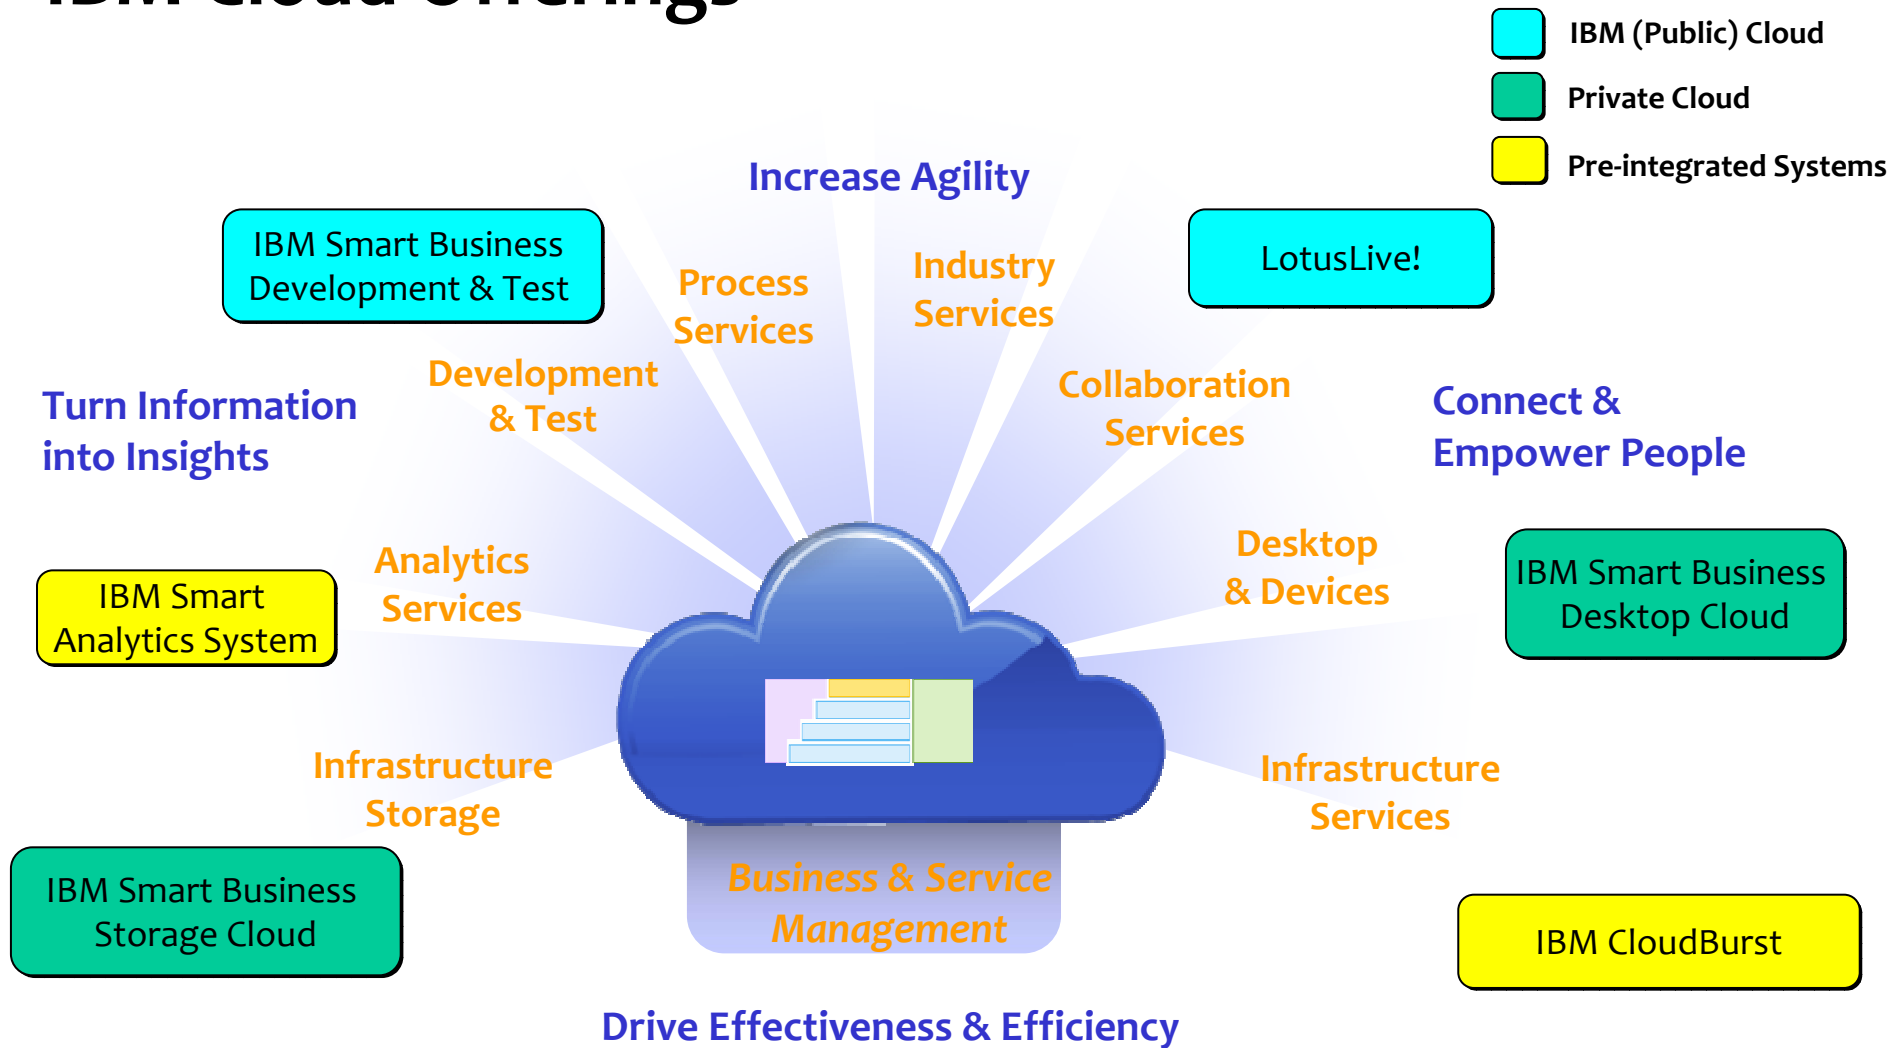 IBM Cloud Offerings
IBM (Public) Cloud
Private Cloud
Pre-integrated Systems
Increase Agility
IBM Smart Business
Development & Test
Process
Services
Industry
Services
LotusLive!
Development
& Test
Collaboration
Services
Turn Information
into Insights
Connect &
Empower People
Analytics
Services
Desktop
& Devices
IBM Smart
Analytics System
IBM Smart Business
Desktop Cloud
Infrastructure
Storage
Infrastructure
Services
IBM Smart Business
Storage Cloud
Business & Service
Management
IBM CloudBurst
Drive Effectiveness & Efficiency